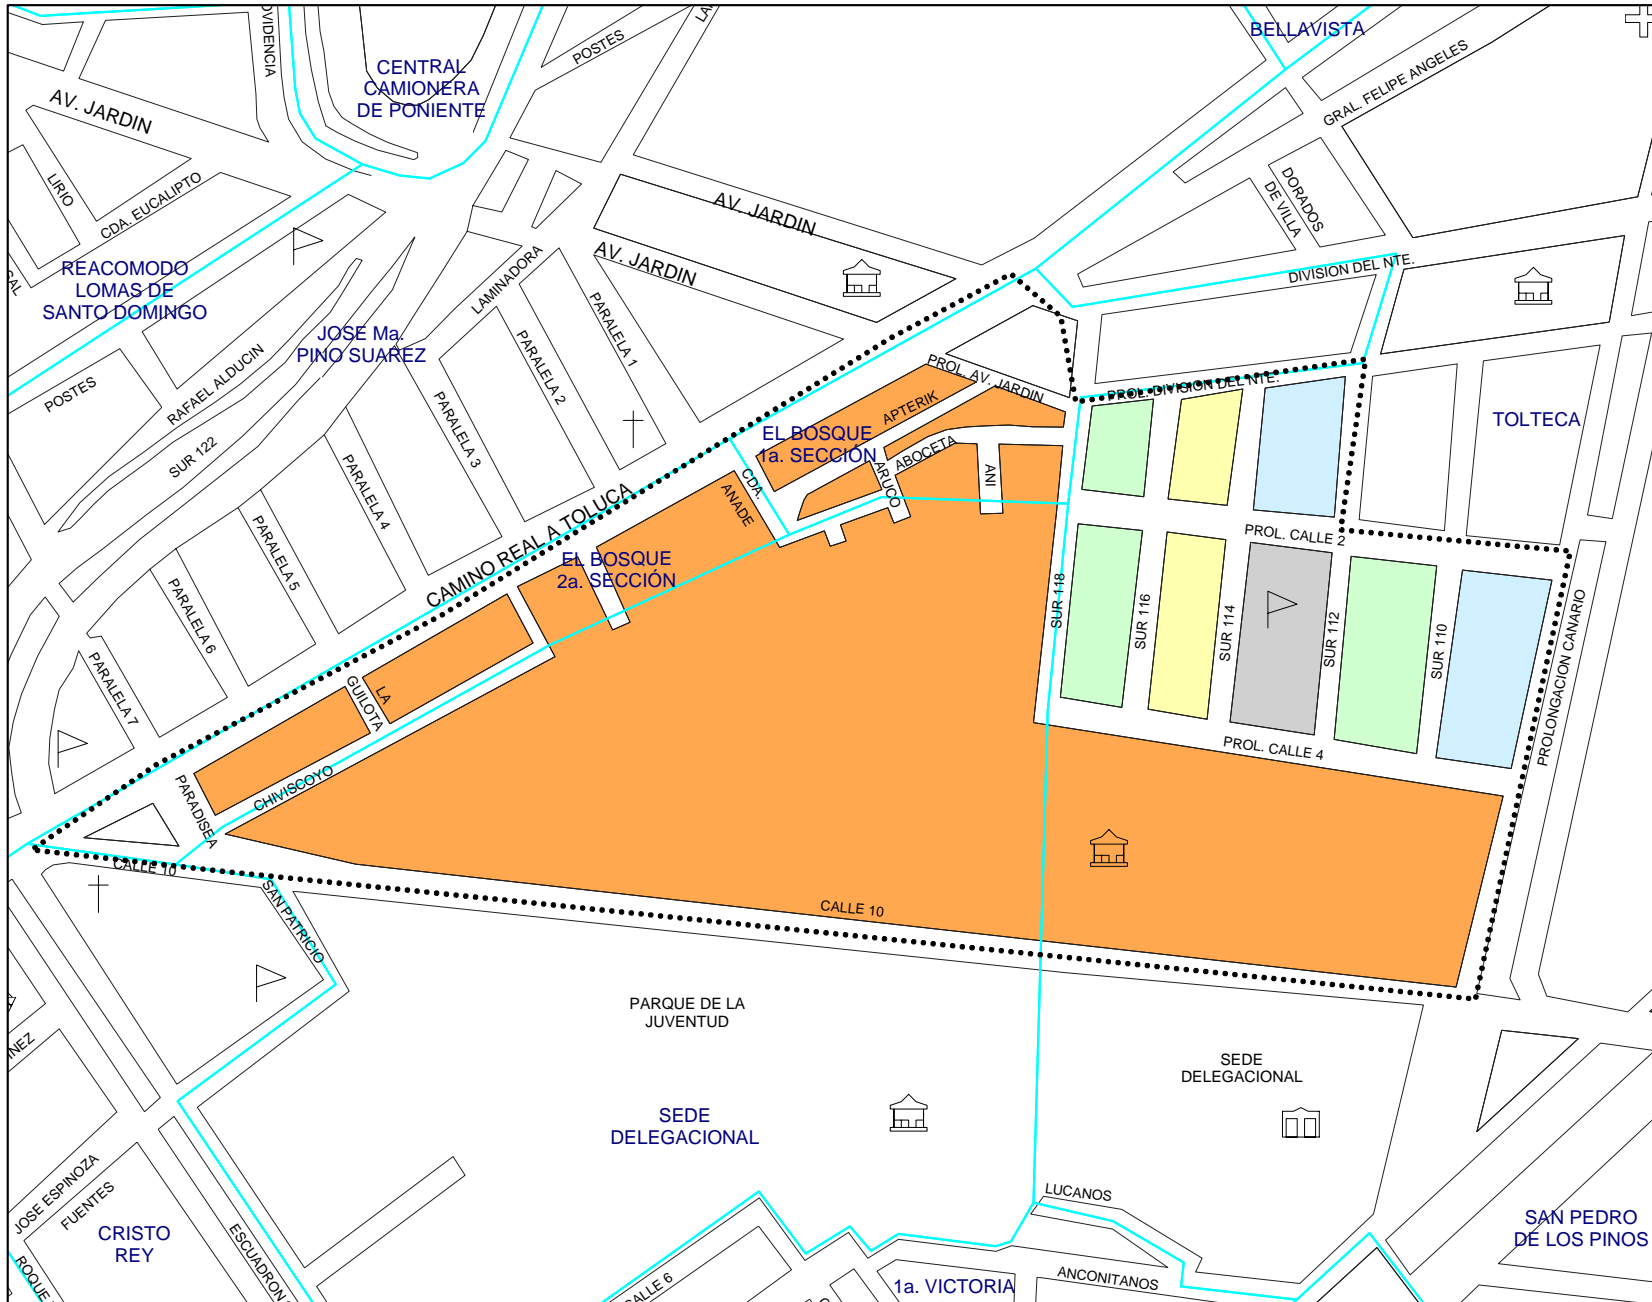 BELLAVISTA
POSTES
CENTRAL
CAMIONERA
DE PONIENTE
GRAL. FELIPE ANGELES
AV. JARDIN
LIRIO
CDA. EUCALIPTO
DORADOS
DE VILLA
AV. JARDIN
AV. JARDIN
LAMINADORA
DIVISION DEL NTE.
REACOMODO
LOMAS DE
SANTO DOMINGO
JOSE Ma.
PINO SUAREZ
PARALELA 1
PARALELA 2
PARALELA 3
PARALELA 4
PARALELA 5
PARALELA 6
PARALELA 7
POSTES
RAFAEL ALDUCIN
SUR 122
PROL. AV. JARDIN
PROL. DIVISION DEL NTE.
APTERIK
TOLTECA
EL BOSQUE
1a. SECCIÓN
ABOCETA
ARUCO
ANI
CDA.
ANADE
CAMINO REAL A TOLUCA
EL BOSQUE
2a. SECCIÓN
PROL. CALLE 2
SUR 118
SUR 116
SUR 114
SUR 112
SUR 110
PROLONGACION CANARIO
LA
GUILOTA
PROL. CALLE 4
CHIVISCOYO
PARADISEA
CALLE 10
SAN PATRICIO
CALLE 10
PARQUE DE LA
JUVENTUD
SEDE
DELEGACIONAL
SEDE
DELEGACIONAL
JOSE ESPINOZA
FUENTES
CRISTO
REY
ESCUADRON
ROQUE
LUCANOS
SAN PEDRO
DE LOS PINOS
CALLE 6
1a. VICTORIA
ANCONITANOS